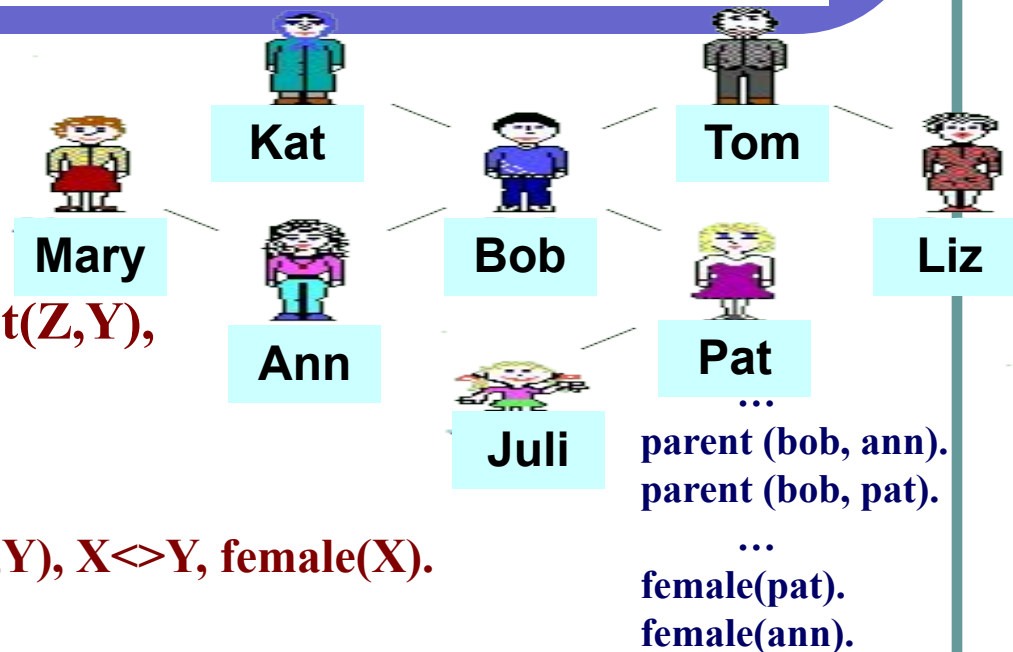 Kat
Tom
Mary
Bob
Liz
t(Z,Y),
Ann
Pat
Juli
...
parent (bob, ann).
parent (bob, pat).
Y), X<>Y, female(X).
...
female(pat).
female(ann).